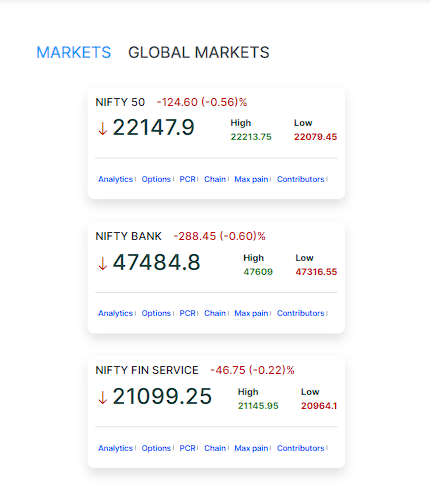 MARKETS GLOBAL MARKETS
NIFTY 50 -124.60 (-0.56)%
↓ 22147.9
High Low
22213.75 22079.45
Analytics | Options | PCR | Chain | Max pain | Contributors |
NIFTY BANK -288.45 (-0.60)%
↓ 47484.8
High Low
47609 47316.55
Analytics | Options | PCR | Chain | Max pain | Contributors |
NIFTY FIN SERVICE -46.75 (-0.22)%
↓ 21099.25
High Low
21145.95 20964.1
Analytics | Options | PCR | Chain | Max pain | Contributors |